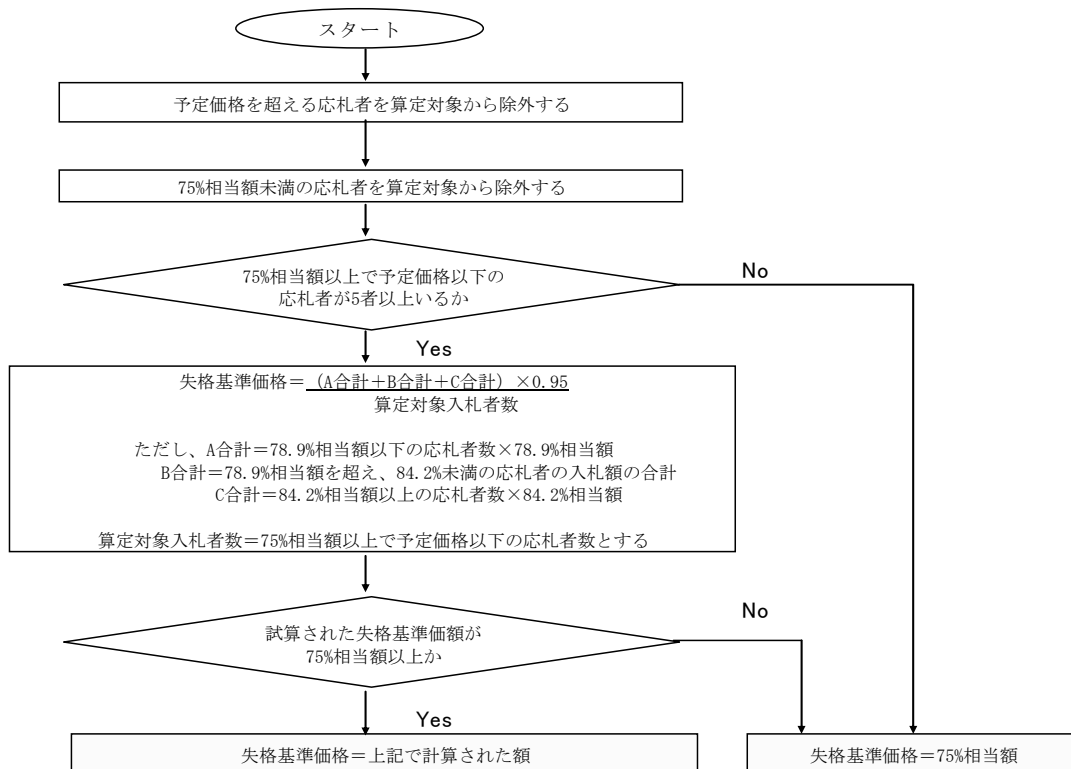 スタート
予定価格を超える応札者を算定対象から除外する
75%相当額未満の応札者を算定対象から除外する
75%相当額以上で予定価格以下の
応札者が5者以上いるか
No
Yes
失格基準価格＝ (A合計＋B合計＋C合計) ×0.95
算定対象入札者数
ただし、A合計＝78.9%相当額以下の応札者数×78.9%相当額
B合計＝78.9%相当額を超え、84.2%未満の応札者の入札額の合計
C合計＝84.2%相当額以上の応札者数×84.2%相当額
算定対象入札者数＝75%相当額以上で予定価格以下の応札者数とする
試算された失格基準価額が
75%相当額以上か
No
Yes
失格基準価格＝上記で計算された額
失格基準価格＝75%相当額